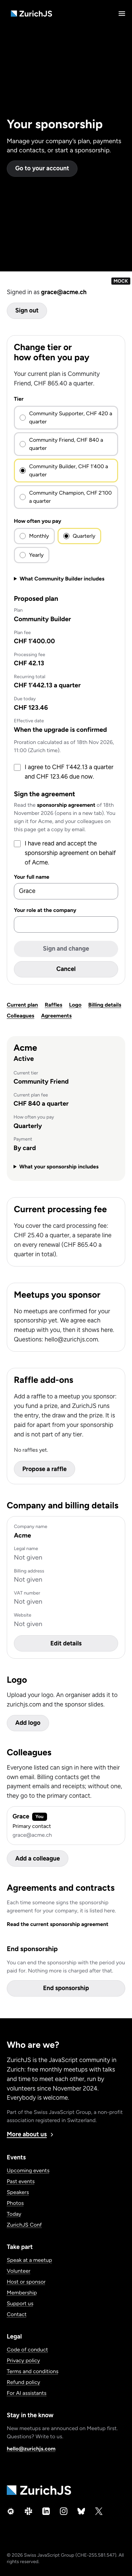 ZurichJS
Your sponsorship
Manage your company's plan, payments
and colleagues, or start a sponsorship.
Go to your account
MOCK
Signed in as grace@acme.ch
Sign out
Change tier or
how often you pay
Your current plan is Community
Friend, CHF 865.40 a quarter.
Tier
Community Supporter, CHF 420 a
quarter
Community Friend, CHF 840 a
quarter
Community Builder, CHF 1'400 a
quarter
Community Champion, CHF 2'100
a quarter
How often you pay
Monthly
Quarterly
Yearly
What Community Builder includes
Proposed plan
Plan
Community Builder
Plan fee
CHF 1'400.00
Processing fee
CHF 42.13
Recurring total
CHF 1'442.13 a quarter
Due today
CHF 123.46
Effective date
When the upgrade is confirmed
Proration calculated as of 18th Nov 2026,
11:00 (Zurich time).
I agree to CHF 1'442.13 a quarter
and CHF 123.46 due now.
Sign the agreement
Read the sponsorship agreement of 18th
November 2026 (opens in a new tab). You
sign it for Acme, and your colleagues on
this page get a copy by email.
I have read and accept the
sponsorship agreement on behalf
of Acme.
Your full name
Grace
Your role at the company
Sign and change
Cancel
Current plan Raffles Logo Billing details
Colleagues Agreements
Acme
Active
Current tier
Community Friend
Current plan fee
CHF 840 a quarter
How often you pay
Quarterly
Payment
By card
What your sponsorship includes
Current processing fee
You cover the card processing fee:
CHF 25.40 a quarter, a separate line
on every renewal (CHF 865.40 a
quarter in total).
Meetups you sponsor
No meetups are confirmed for your
sponsorship yet. We agree each
meetup with you, then it shows here.
Questions: hello@zurichjs.com.
Raffle add-ons
Add a raffle to a meetup you sponsor:
you fund a prize, and ZurichJS runs
the entry, the draw and the prize. It is
paid for apart from your sponsorship
and is not part of any tier.
No raffles yet.
Propose a raffle
Company and billing details
Company name
Acme
Legal name
Not given
Billing address
Not given
VAT number
Not given
Website
Not given
Edit details
Logo
Upload your logo. An organiser adds it to
zurichjs.com and the sponsor slides.
Add logo
Colleagues
Everyone listed can sign in here with their
own email. Billing contacts get the
payment emails and receipts; without one,
they go to the primary contact.
Grace You
Primary contact
grace@acme.ch
Add a colleague
Agreements and contracts
Each time someone signs the sponsorship
agreement for your company, it is listed here.
Read the current sponsorship agreement
End sponsorship
You can end the sponsorship with the period you
paid for. Nothing more is charged after that.
End sponsorship
Who are we?
ZurichJS is the JavaScript community in
Zurich: free monthly meetups with talks
and time to meet each other, run by
volunteers since November 2024.
Everybody is welcome.
Part of the Swiss JavaScript Group, a non-profit
association registered in Switzerland.
More about us
Events
Upcoming events
Past events
Speakers
Photos
Today
ZurichJS Conf
Take part
Speak at a meetup
Volunteer
Host or sponsor
Membership
Support us
Contact
Legal
Code of conduct
Privacy policy
Terms and conditions
Refund policy
For AI assistants
Stay in the know
New meetups are announced on Meetup first.
Questions? Write to us.
hello@zurichjs.com
ZurichJS
© 2026 Swiss JavaScript Group (CHE-255.581.547). All
rights reserved.